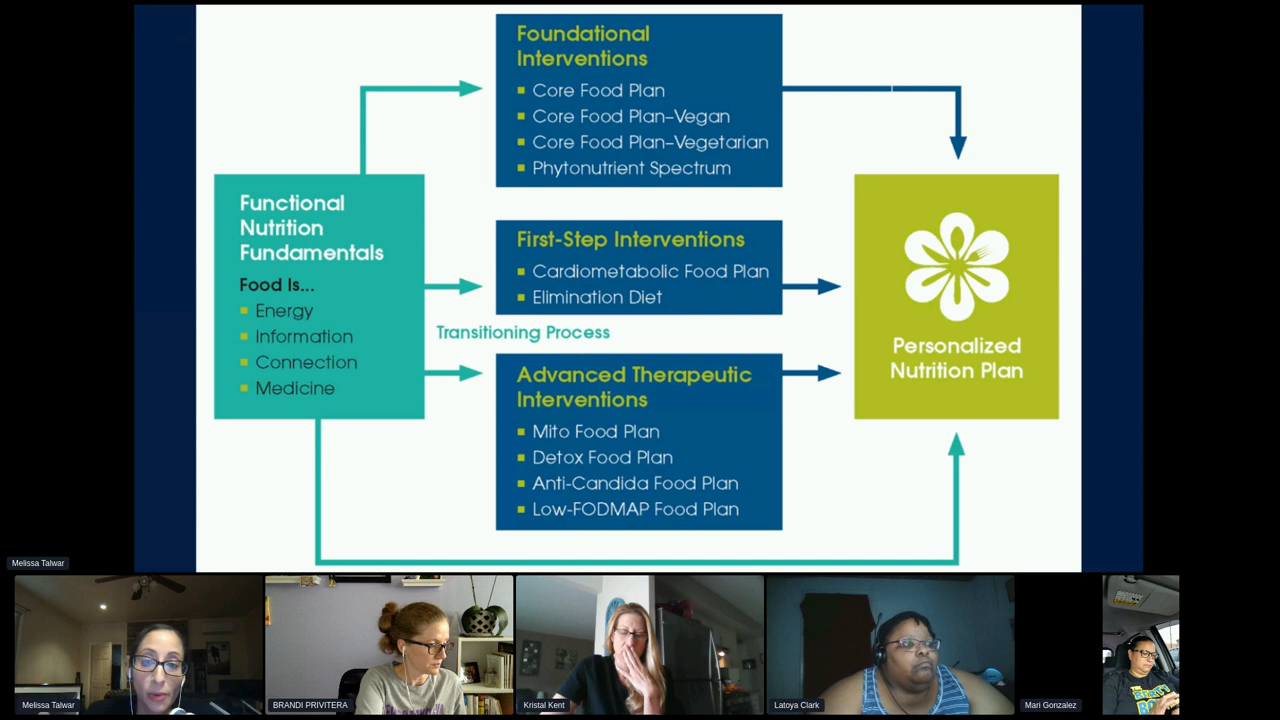 Foundational
Interventions
Core Food Plan
Core Food Plan–Vegan
Core Food Plan–Vegetarian
Phytonutrient Spectrum
Functional
Nutrition
Fundamentals
Food Is...
Energy
Information
Connection
Medicine
First-Step Interventions
Cardiometabolic Food Plan
Elimination Diet
Transitioning Process
Advanced Therapeutic
Interventions
Mito Food Plan
Detox Food Plan
Anti-Candida Food Plan
Low-FODMAP Food Plan
Personalized
Nutrition Plan
Melissa Talwar
Melissa Talwar
BRANDI PRIVITERA
Kristal Kent
Latoya Clark
Mari Gonzalez